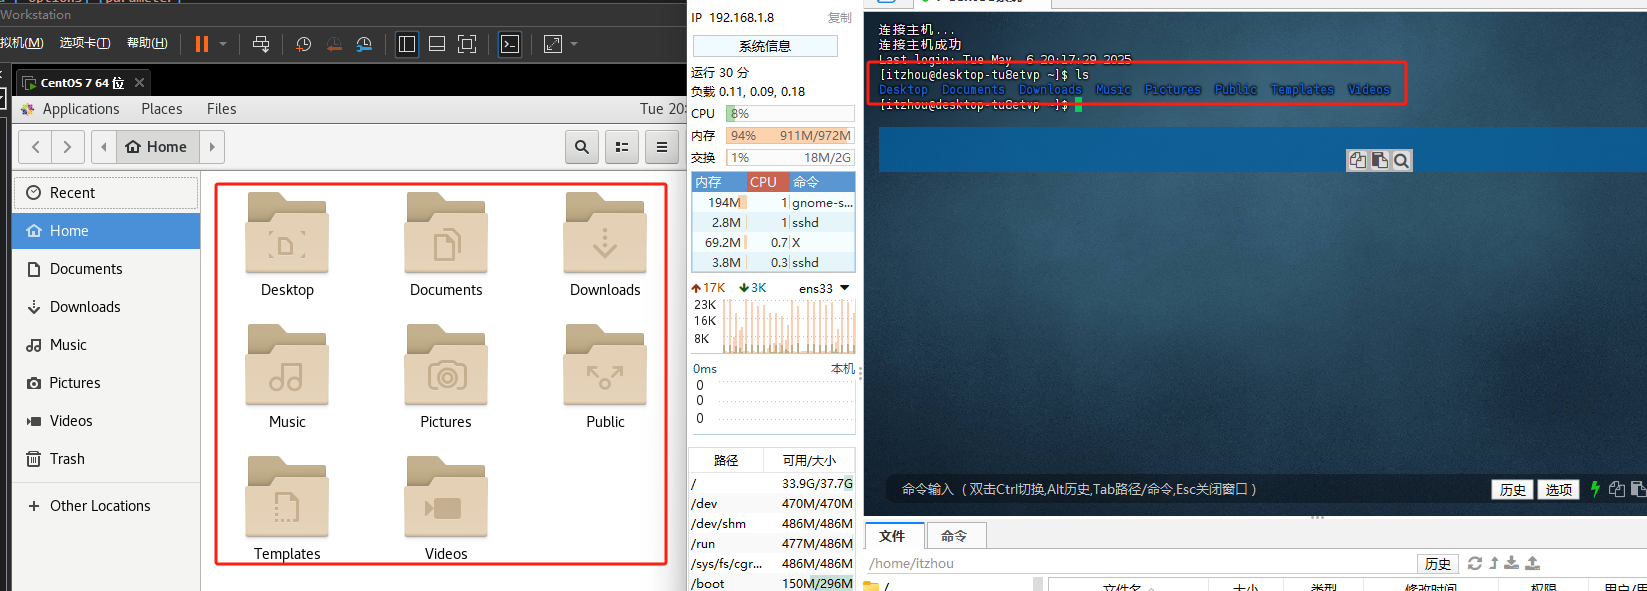 Workstation
拟机(M) 选项卡(T) 帮助(H)
CentOS 7 64 位
Applications Places Files Tue 20:
Home
Recent
Home
Documents
Downloads
Music
Pictures
Videos
Trash
Other Locations
Desktop Documents Downloads
Music Pictures Public
Templates Videos
IP 192.168.1.8 复制
系统信息
运行 30 分
负载 0.11, 0.09, 0.18
CPU 8%
内存 94% 911M/972M
交换 1% 18M/2G
内存 CPU 命令
194M 1 gnome-s...
2.8M 1 sshd
69.2M 0.7 X
3.8M 0.3 sshd
17K 3K ens33
23K
16K
8K
0ms 本机
0
0
0
路径 可用/大小
/ 33.9G/37.7G
/dev 470M/470M
/dev/shm 486M/486M
/run 477M/486M
/sys/fs/cgr... 486M/486M
/boot 150M/296M
连接主机...
连接主机成功
Last login: Tue May  6 20:17:29 2025
[itzhou@desktop-tu8etvp ~]$ ls
Desktop Documents Downloads Music Pictures Public Templates Videos
[itzhou@desktop-tu8etvp ~]$
命令输入（双击Ctrl切换,Alt历史,Tab路径/命令,Esc关闭窗口）
历史 选项
文件 命令
/home/itzhou 历史
/ 文件名 大小 类型 修改时间 权限